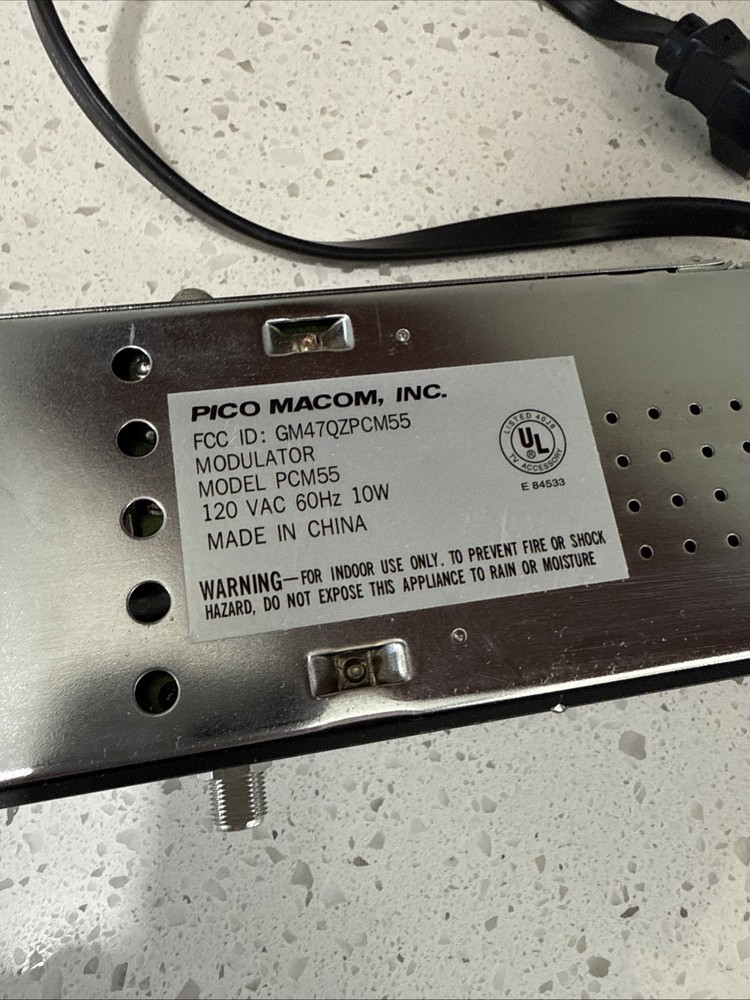 PICO MACOM, INC.
FCC ID: GM47QZPCM55
MODULATOR
MODEL PCM55
120 VAC 60Hz 10W
MADE IN CHINA
LISTED 40J8
UL
®
TV ACCESSORY
E 84533
WARNING—FOR INDOOR USE ONLY. TO PREVENT FIRE OR SHOCK
HAZARD, DO NOT EXPOSE THIS APPLIANCE TO RAIN OR MOISTURE